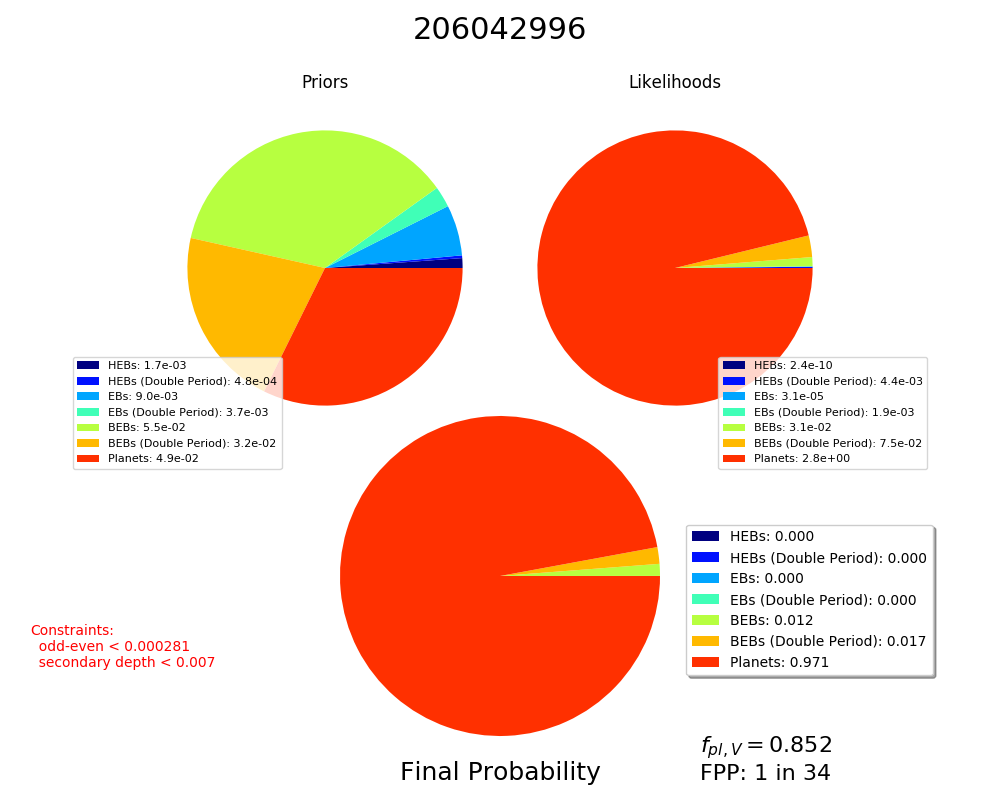 206042996
Priors
Likelihoods
HEBs: 1.7e-03
HEBs (Double Period): 4.8e-04
EBs: 9.0e-03
EBs (Double Period): 3.7e-03
BEBs: 5.5e-02
BEBs (Double Period): 3.2e-02
Planets: 4.9e-02
HEBs: 2.4e-10
HEBs (Double Period): 4.4e-03
EBs: 3.1e-05
EBs (Double Period): 1.9e-03
BEBs: 3.1e-02
BEBs (Double Period): 7.5e-02
Planets: 2.8e+00
HEBs: 0.000
HEBs (Double Period): 0.000
EBs: 0.000
EBs (Double Period): 0.000
BEBs: 0.012
BEBs (Double Period): 0.017
Planets: 0.971
Constraints:
odd-even < 0.000281
secondary depth < 0.007
Final Probability
f_{pl,V} = 0.852
FPP: 1 in 34